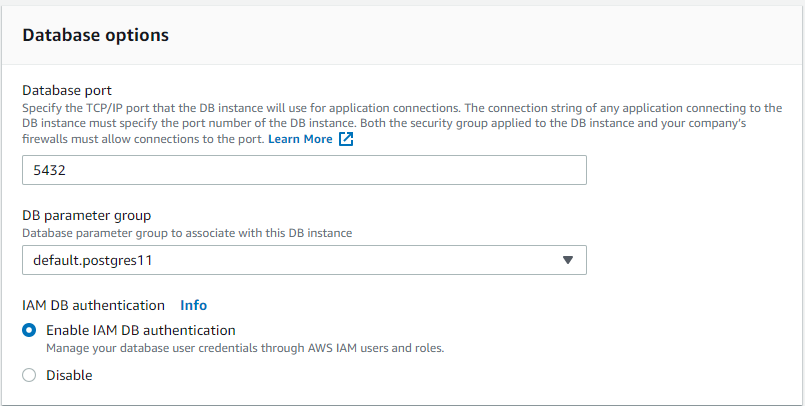 Database options
Database port
Specify the TCP/IP port that the DB instance will use for application connections. The connection string of any application connecting to the
DB instance must specify the port number of the DB instance. Both the security group applied to the DB instance and your company's
firewalls must allow connections to the port. Learn More
5432
DB parameter group
Database parameter group to associate with this DB instance
default.postgres11
IAM DB authentication Info
Enable IAM DB authentication
Manage your database user credentials through AWS IAM users and roles.
Disable